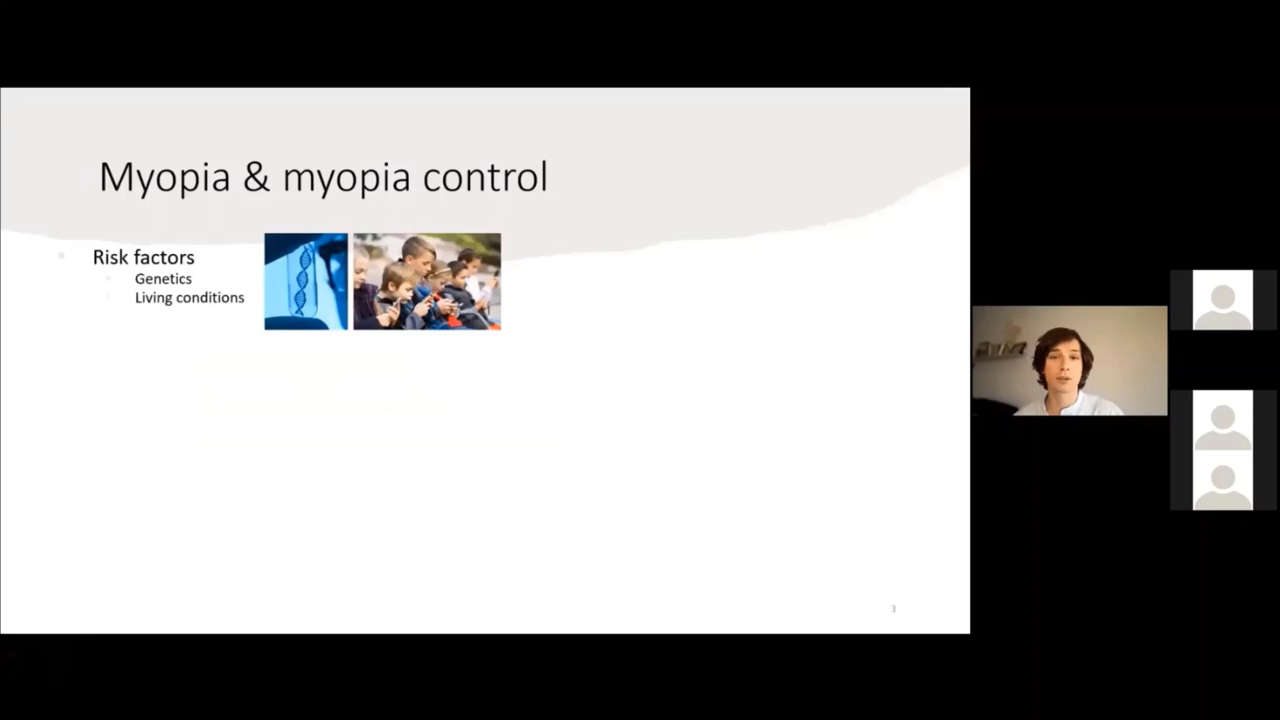 Myopia & myopia control
Risk factors
Genetics
Living conditions
3